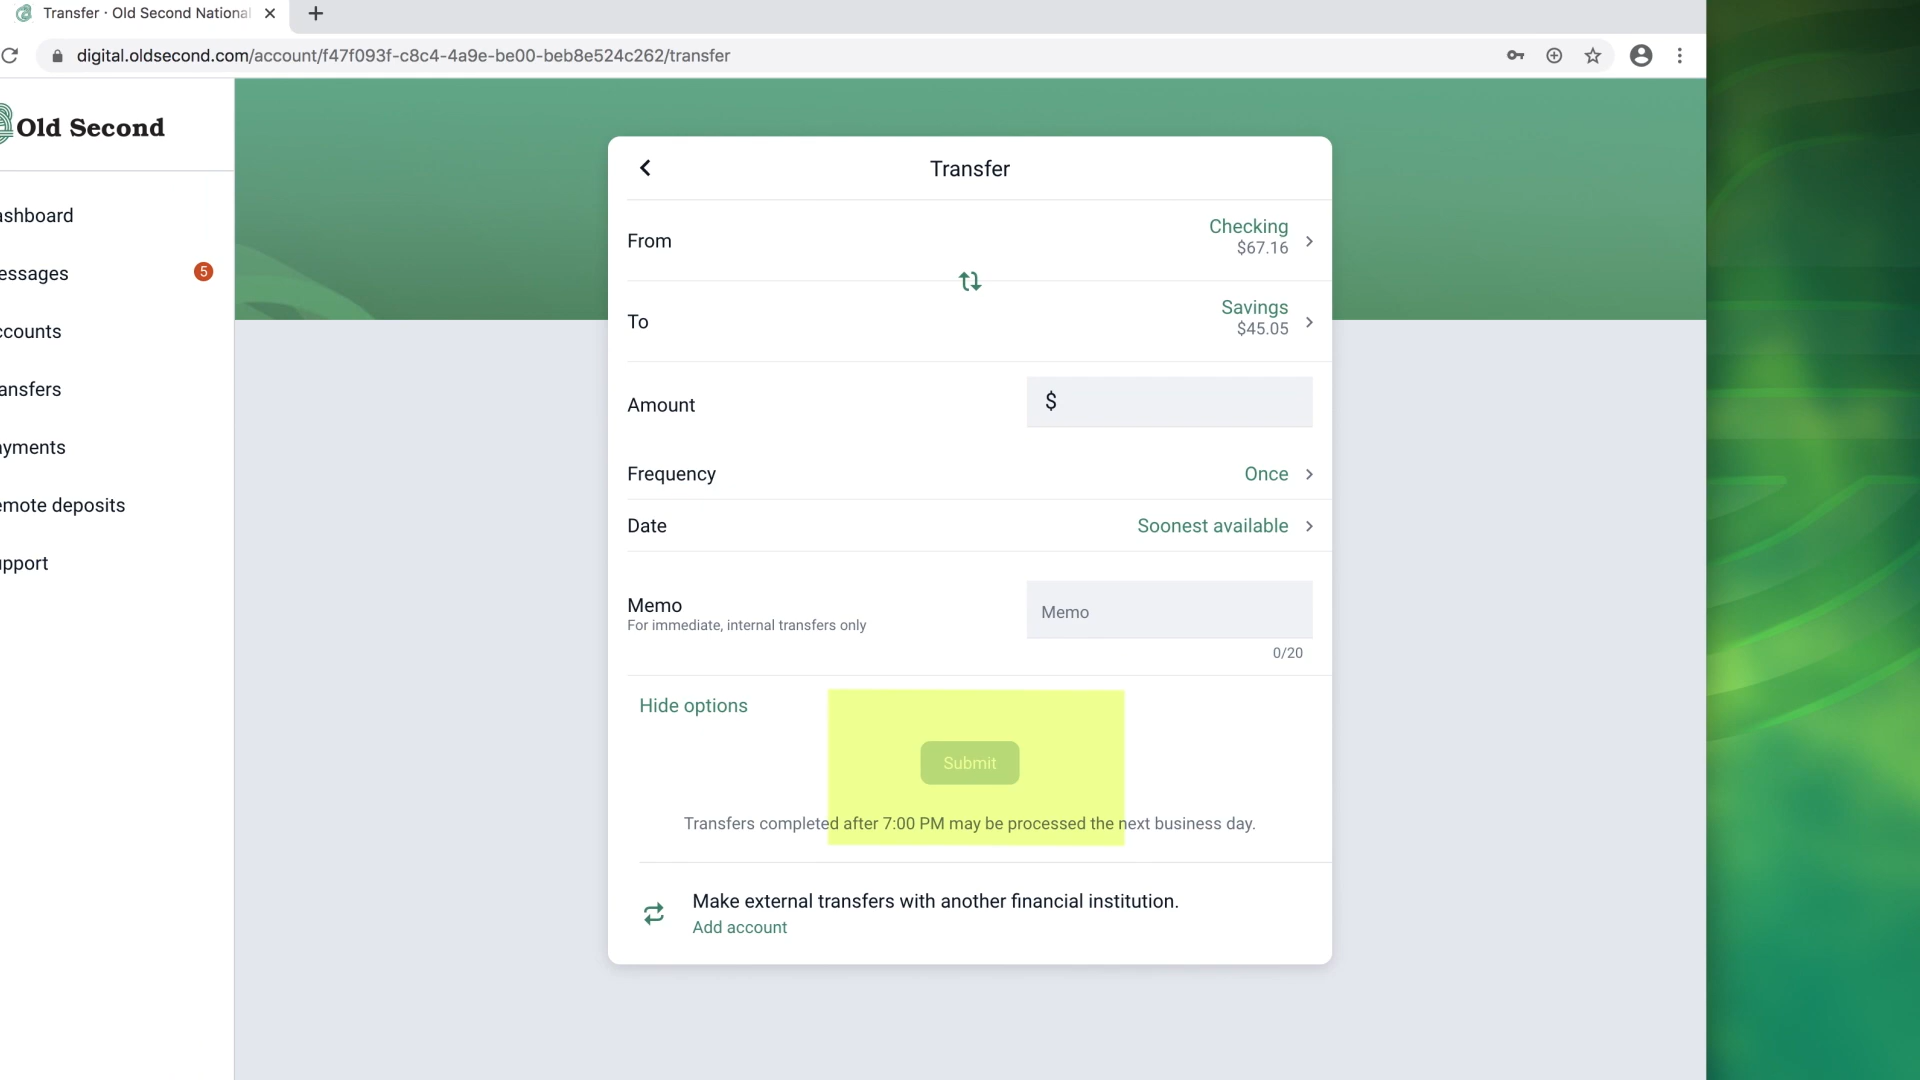 Transfer · Old Second National
digital.oldsecond.com/account/f47f093f-c8c4-4a9e-be00-beb8e524c262/transfer
Old Second
ashboard
essages
5
ccounts
ansfers
ayments
emote deposits
upport
Transfer
From
Checking
$67.16
To
Savings
$45.05
Amount
$
Frequency
Once
Date
Soonest available
Memo
For immediate, internal transfers only
Memo
0/20
Hide options
Submit
Transfers completed after 7:00 PM may be processed the next business day.
Make external transfers with another financial institution.
Add account